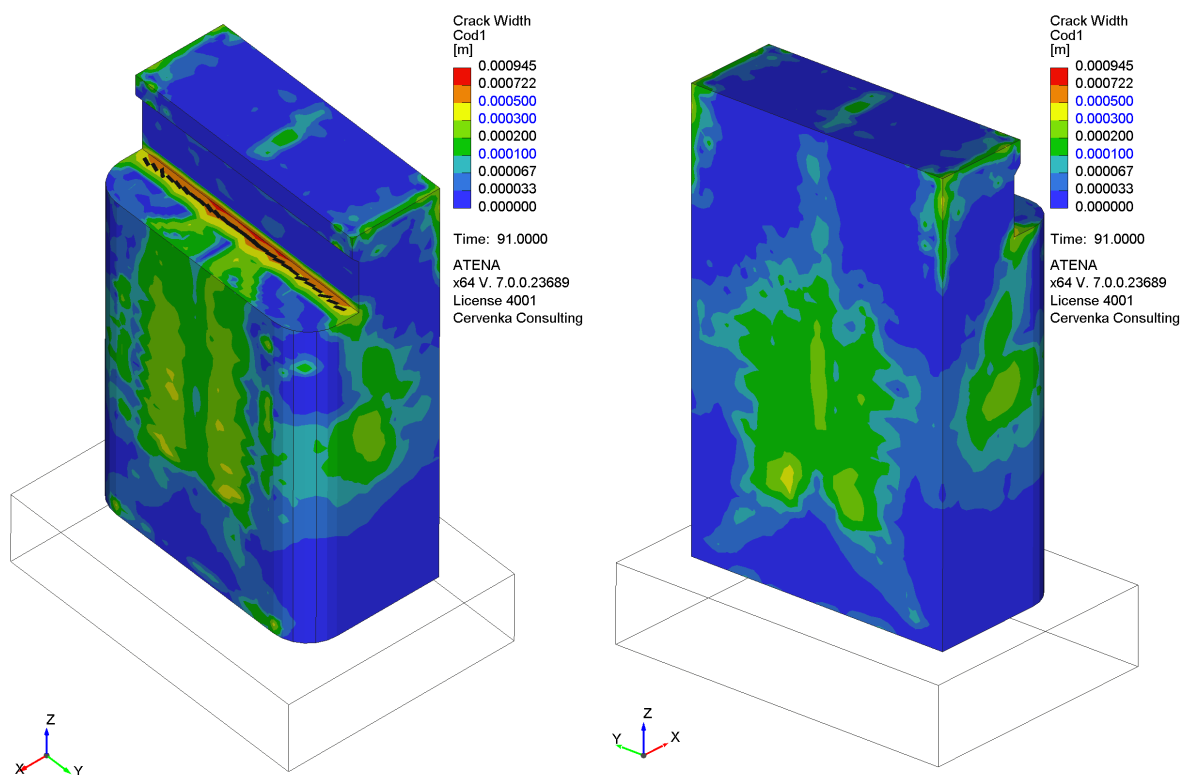 Crack Width
Cod1
[m]
0.000945
0.000722
0.000500
0.000300
0.000200
0.000100
0.000067
0.000033
0.000000
Time: 91.0000
ATENA
x64 V. 7.0.0.23689
License 4001
Cervenka Consulting
Z
X
Y
Crack Width
Cod1
[m]
0.000945
0.000722
0.000500
0.000300
0.000200
0.000100
0.000067
0.000033
0.000000
Time: 91.0000
ATENA
x64 V. 7.0.0.23689
License 4001
Cervenka Consulting
Z
Y
X